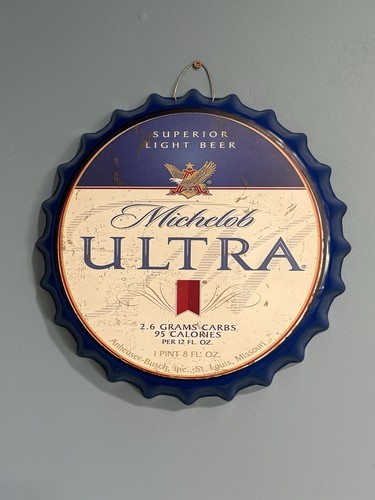 SUPERIOR
LIGHT BEER
Michelob
ULTRA
2.6 GRAMS CARBS
95 CALORIES
PER 12 FL. OZ.
1 PINT 8 FL. OZ.
Anheuser-Busch, Inc., St. Louis, Missouri